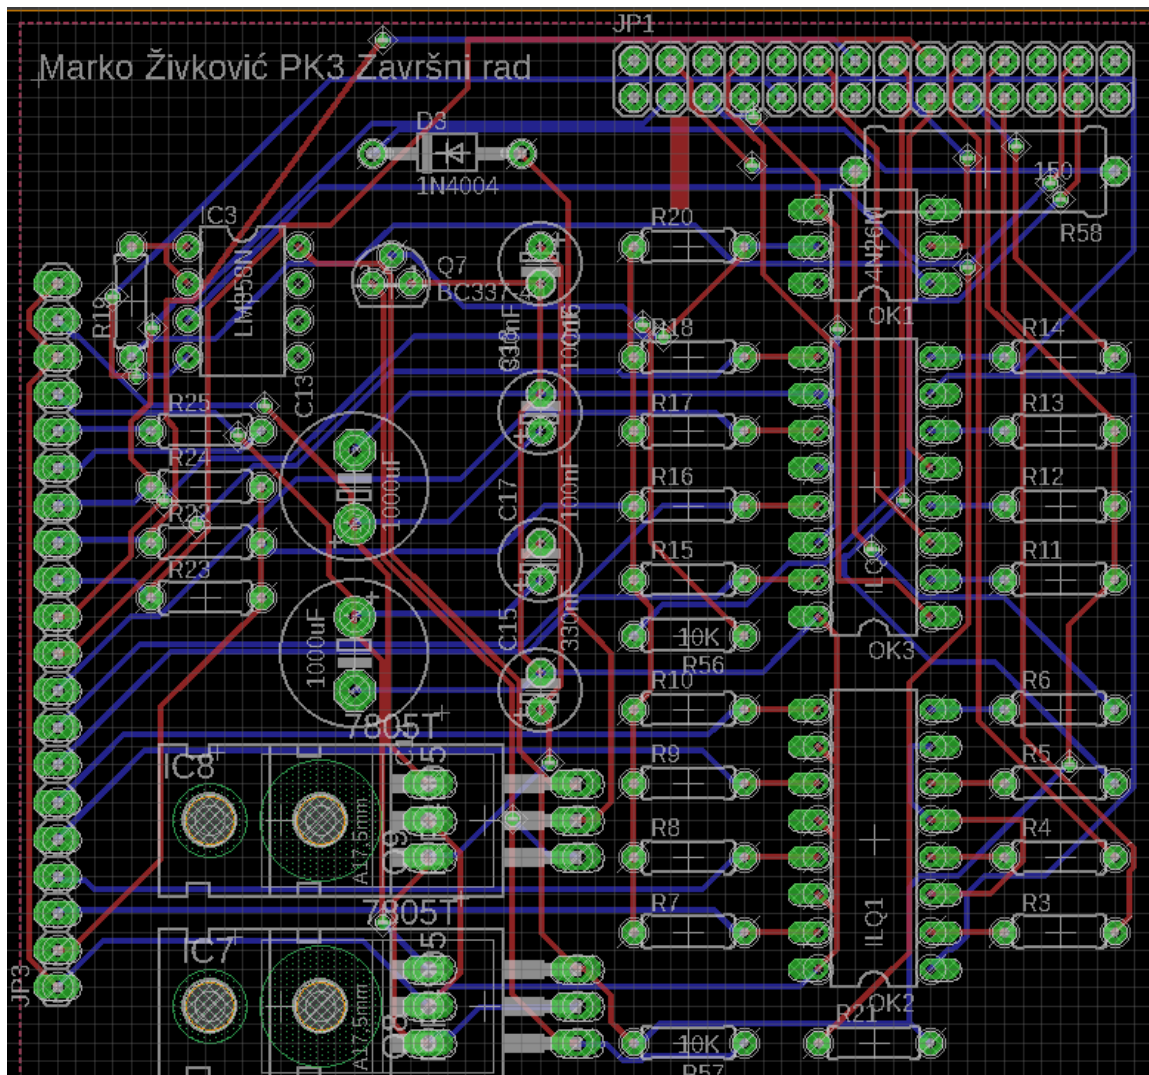 JP1
Marko Živković PK3 Završni rad
D3
1N4004
150
R58
IC3
LM358N
R19
Q7
BC337-4
R20
4N26M
OK1
R18
R14
C13
R25
R17
R13
1000uF
R24
C17
100nF
R16
R12
R23
R15
R11
C15
330nF
1000uF
10K
R56
OK3
R10
R6
7805T
IC8
R9
R5
A17,5mm
R8
R4
7805T
IC7
R7
ILQ1
R3
JP3
A17,5mm
OK2
R21
10K
R57